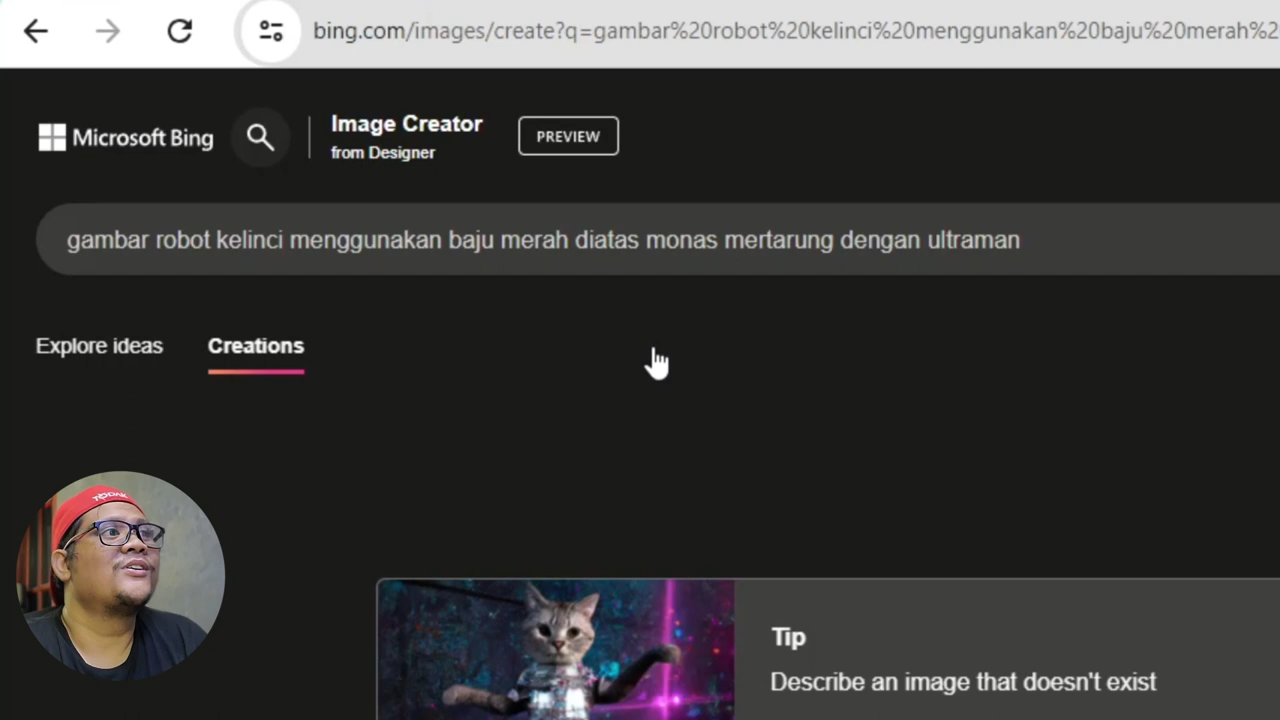 bing.com/images/create?q=gambar%20robot%20kelinci%20menggunakan%20baju%20merah%2
Microsoft Bing
Image Creator
from Designer
PREVIEW
gambar robot kelinci menggunakan baju merah diatas monas mertarung dengan ultraman
Explore ideas
Creations
TODAK
Tip
Describe an image that doesn't exist